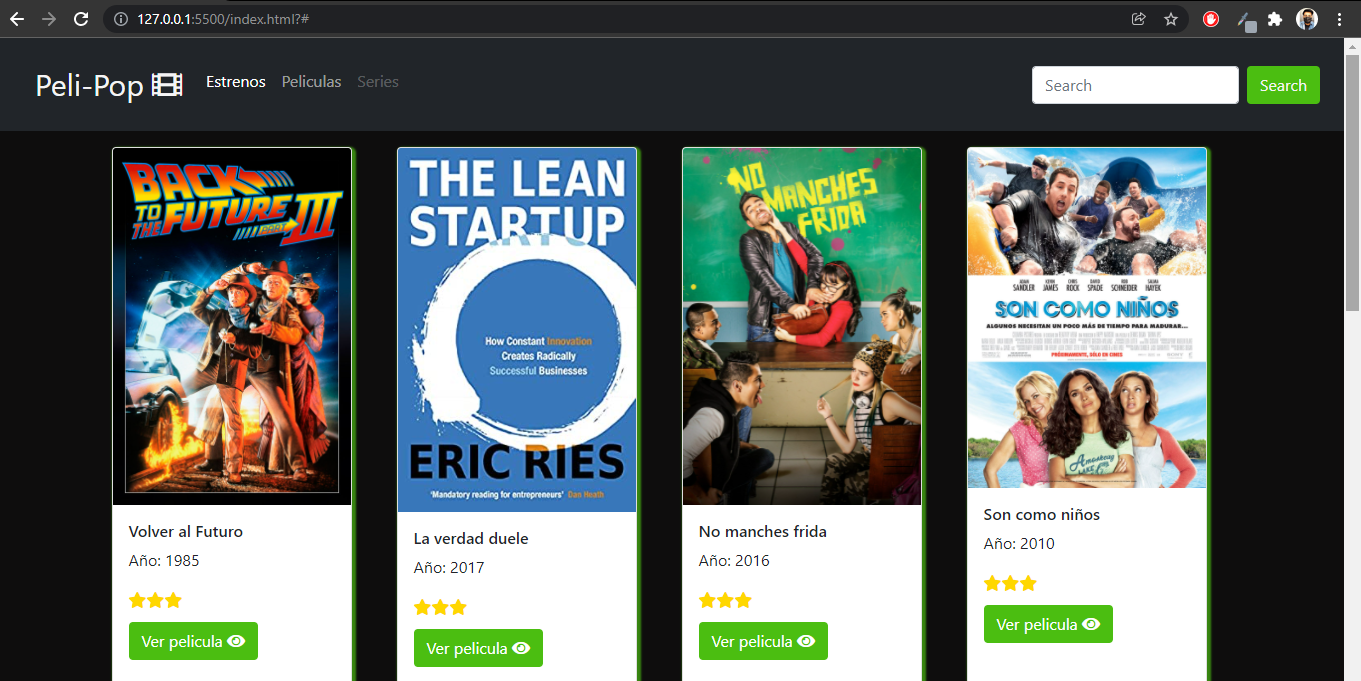 127.0.0.1:5500/index.html?#
Peli-Pop
Estrenos
Peliculas
Series
Search
Search
BACK
TO
THE FUTURE
PART III
Volver al Futuro
Año: 1985
Ver pelicula
THE LEAN
STARTUP
How Constant Innovation
Creates Radically
Successful Businesses
ERIC RIES
'Mandatory reading for entrepreneurs' Dan Heath
La verdad duele
Año: 2017
Ver pelicula
NO
MANCHES
FRIDA
No manches frida
Año: 2016
Ver pelicula
ADAM SANDLER KEVIN JAMES CHRIS ROCK DAVID SPADE ROB SCHNEIDER SALMA HAYEK
SON COMO NIÑOS
ALGUNOS NECESITAN UN POCO MÁS DE TIEMPO PARA MADURAR...
PRÓXIMAMENTE, SÓLO EN CINES
Son como niños
Año: 2010
Ver pelicula